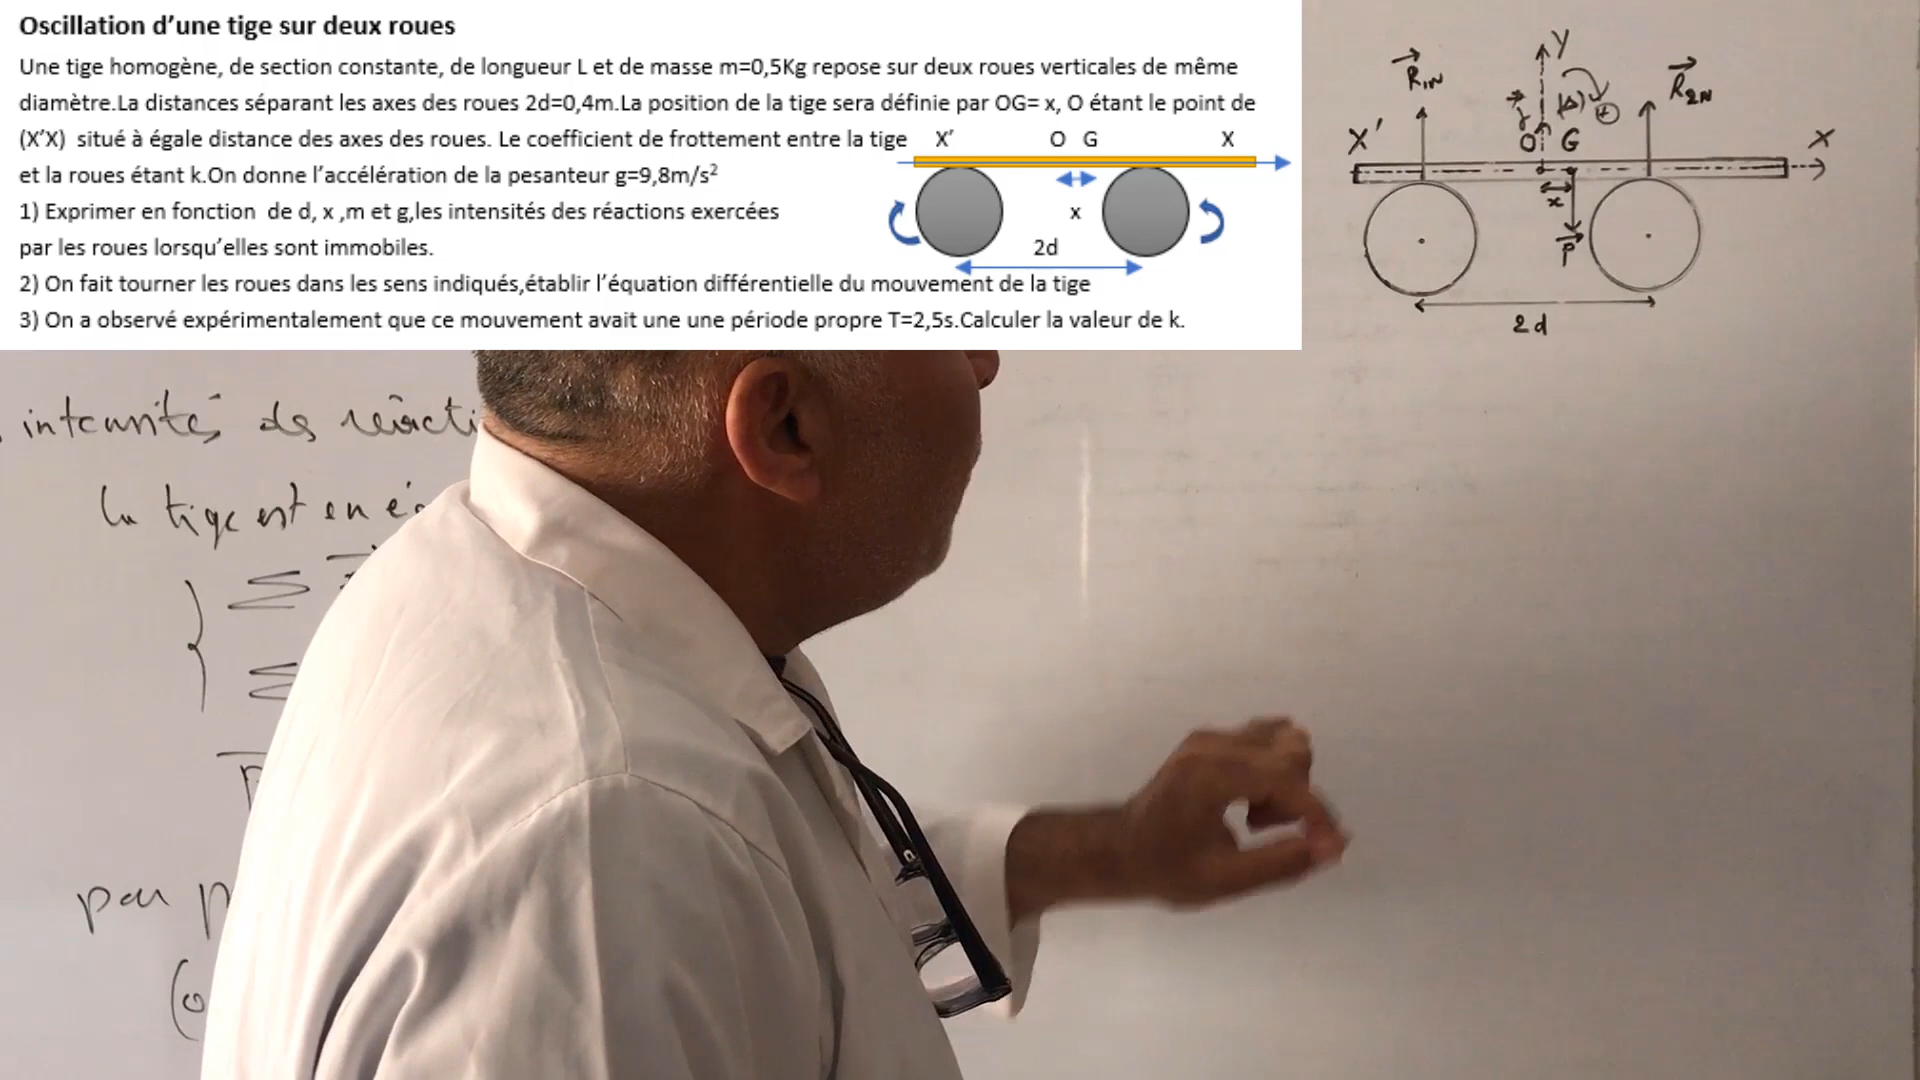 Oscillation d’une tige sur deux roues
Une tige homogène, de section constante, de longueur L et de masse m=0,5Kg repose sur deux roues verticales de même
diamètre.La distances séparant les axes des roues 2d=0,4m.La position de la tige sera définie par OG= x, O étant le point de
(X’X) situé à égale distance des axes des roues. Le coefficient de frottement entre la tige
et la roues étant k.On donne l’accélération de la pesanteur g=9,8m/s²
1) Exprimer en fonction de d, x ,m et g,les intensités des réactions exercées
par les roues lorsqu’elles sont immobiles.
2) On fait tourner les roues dans les sens indiqués,établir l’équation différentielle du mouvement de la tige
3) On a observé expérimentalement que ce mouvement avait une une période propre T=2,5s.Calculer la valeur de k.
X’ O G X
x
2d
R1N Y (Δ) + R2N
j
X' O G X
x
P
2d
intensités des réacti
la tige est en é
Σ
Σ
P
par p
(o